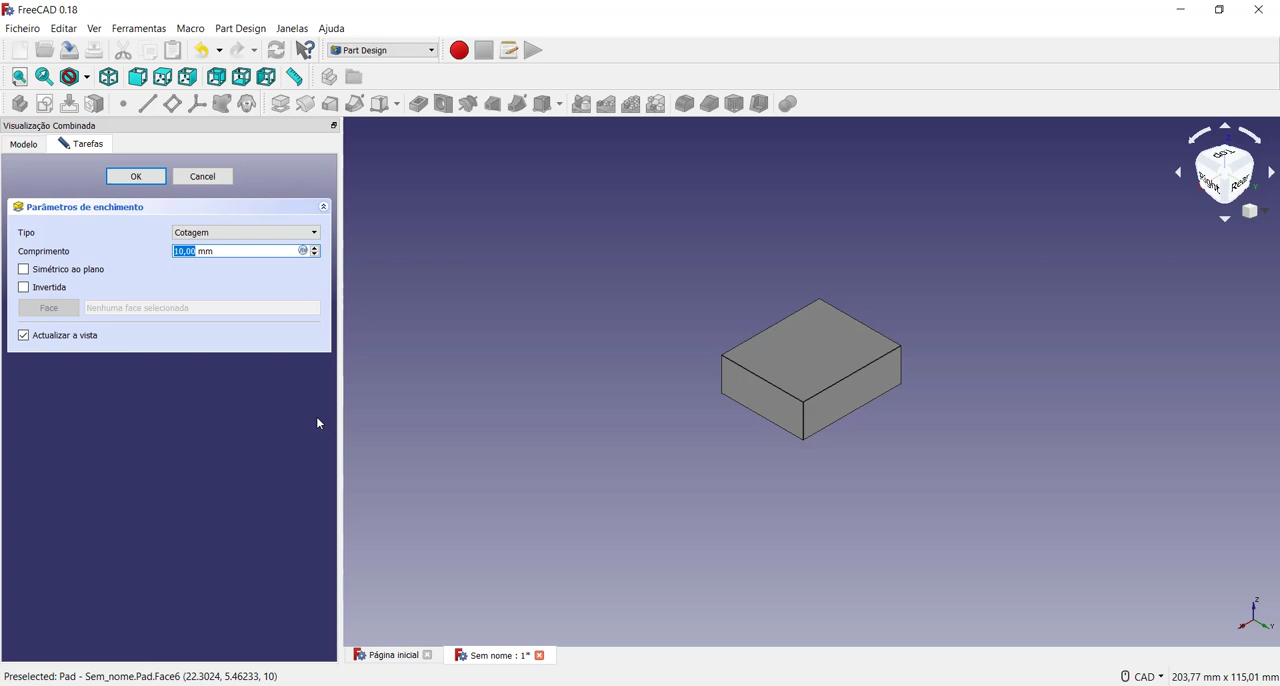 FreeCAD 0.18
Ficheiro Editar Ver Ferramentas Macro Part Design Janelas Ajuda
Part Design
Visualização Combinada
Modelo Tarefas
OK Cancel
Parâmetros de enchimento
Tipo Cotagem
Comprimento 10,00 mm
Simétrico ao plano
Invertida
Face Nenhuma face selecionada
Actualizar a vista
Top
Right Rear
Z
Y
Página inicial Sem nome : 1*
Preselected: Pad - Sem_nome.Pad.Face6 (22.3024, 5.46233, 10) CAD 203,77 mm x 115,01 mm